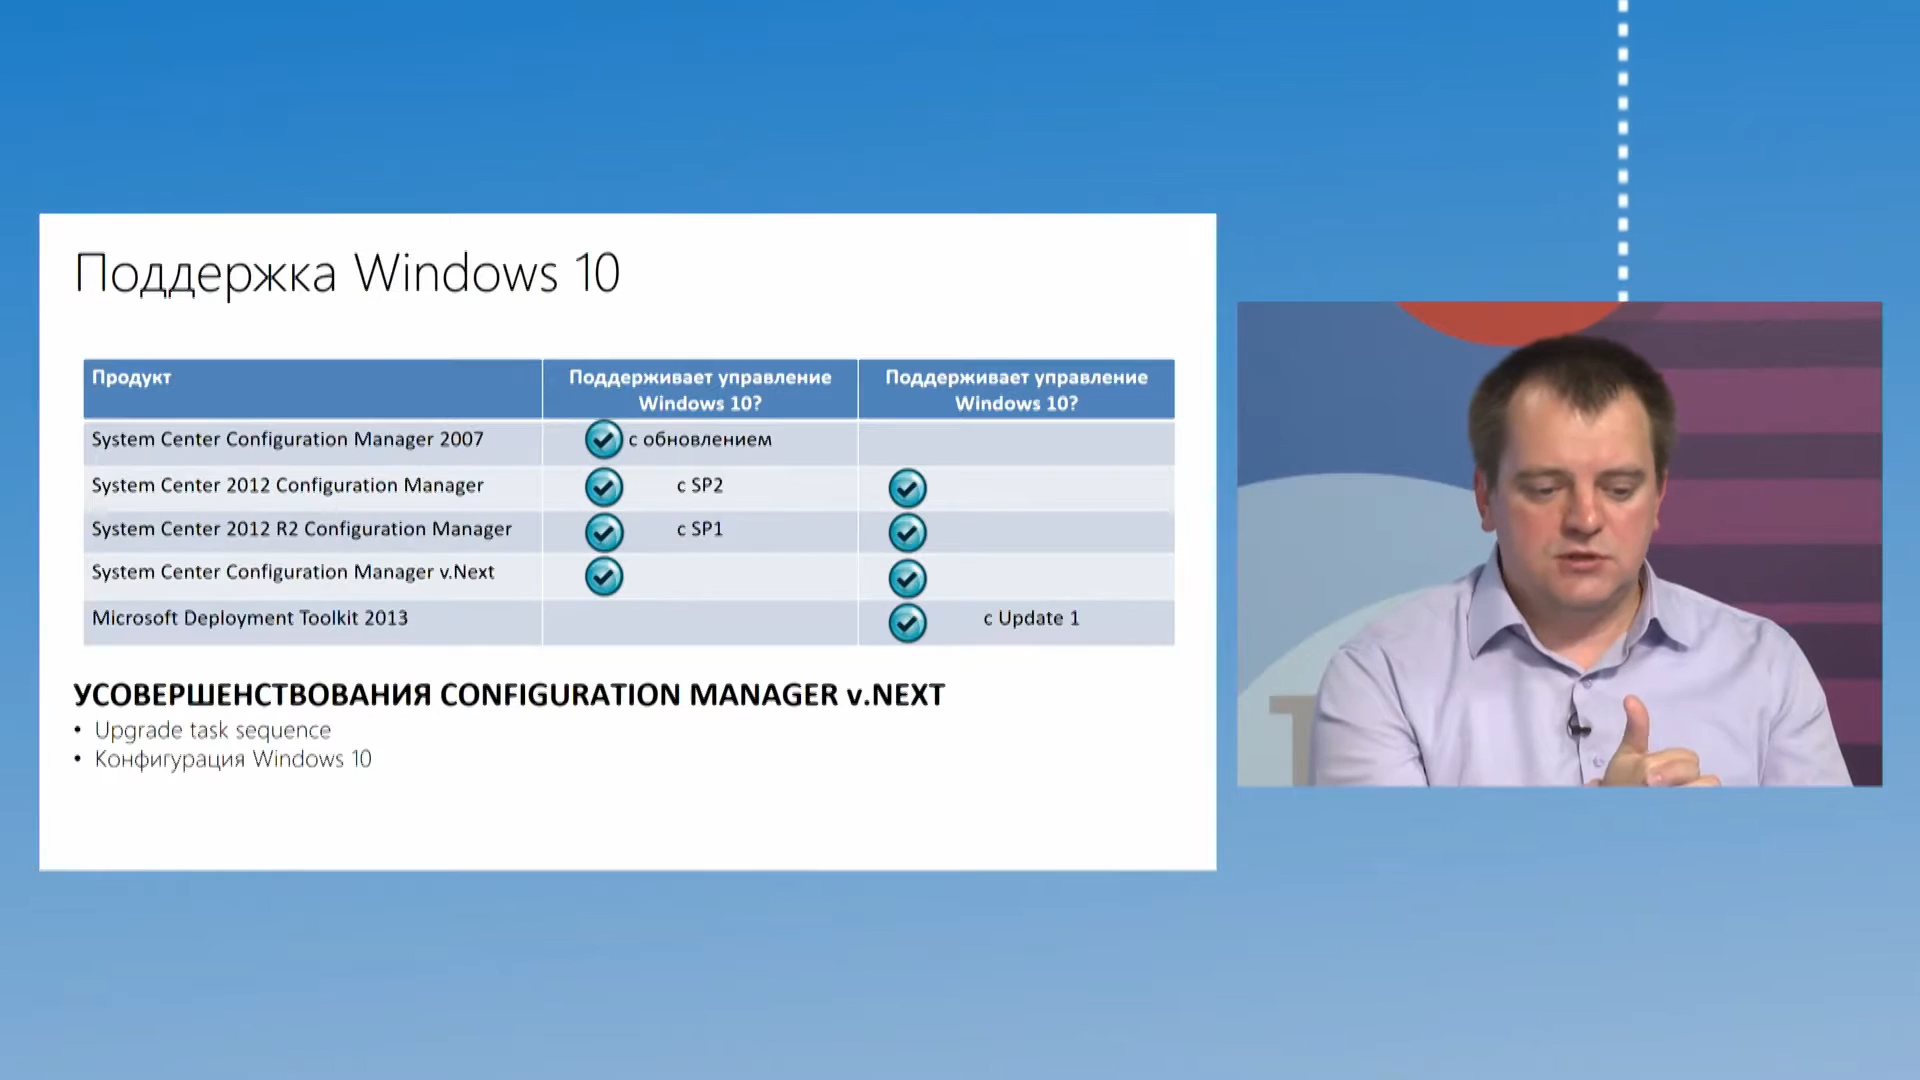 Поддержка Windows 10
Продукт
Поддерживает управление
Windows 10?
Поддерживает управление
Windows 10?
System Center Configuration Manager 2007
с обновлением
System Center 2012 Configuration Manager
с SP2
System Center 2012 R2 Configuration Manager
с SP1
System Center Configuration Manager v.Next
Microsoft Deployment Toolkit 2013
с Update 1
УСОВЕРШЕНСТВОВАНИЯ CONFIGURATION MANAGER v.NEXT
• Upgrade task sequence
• Конфигурация Windows 10